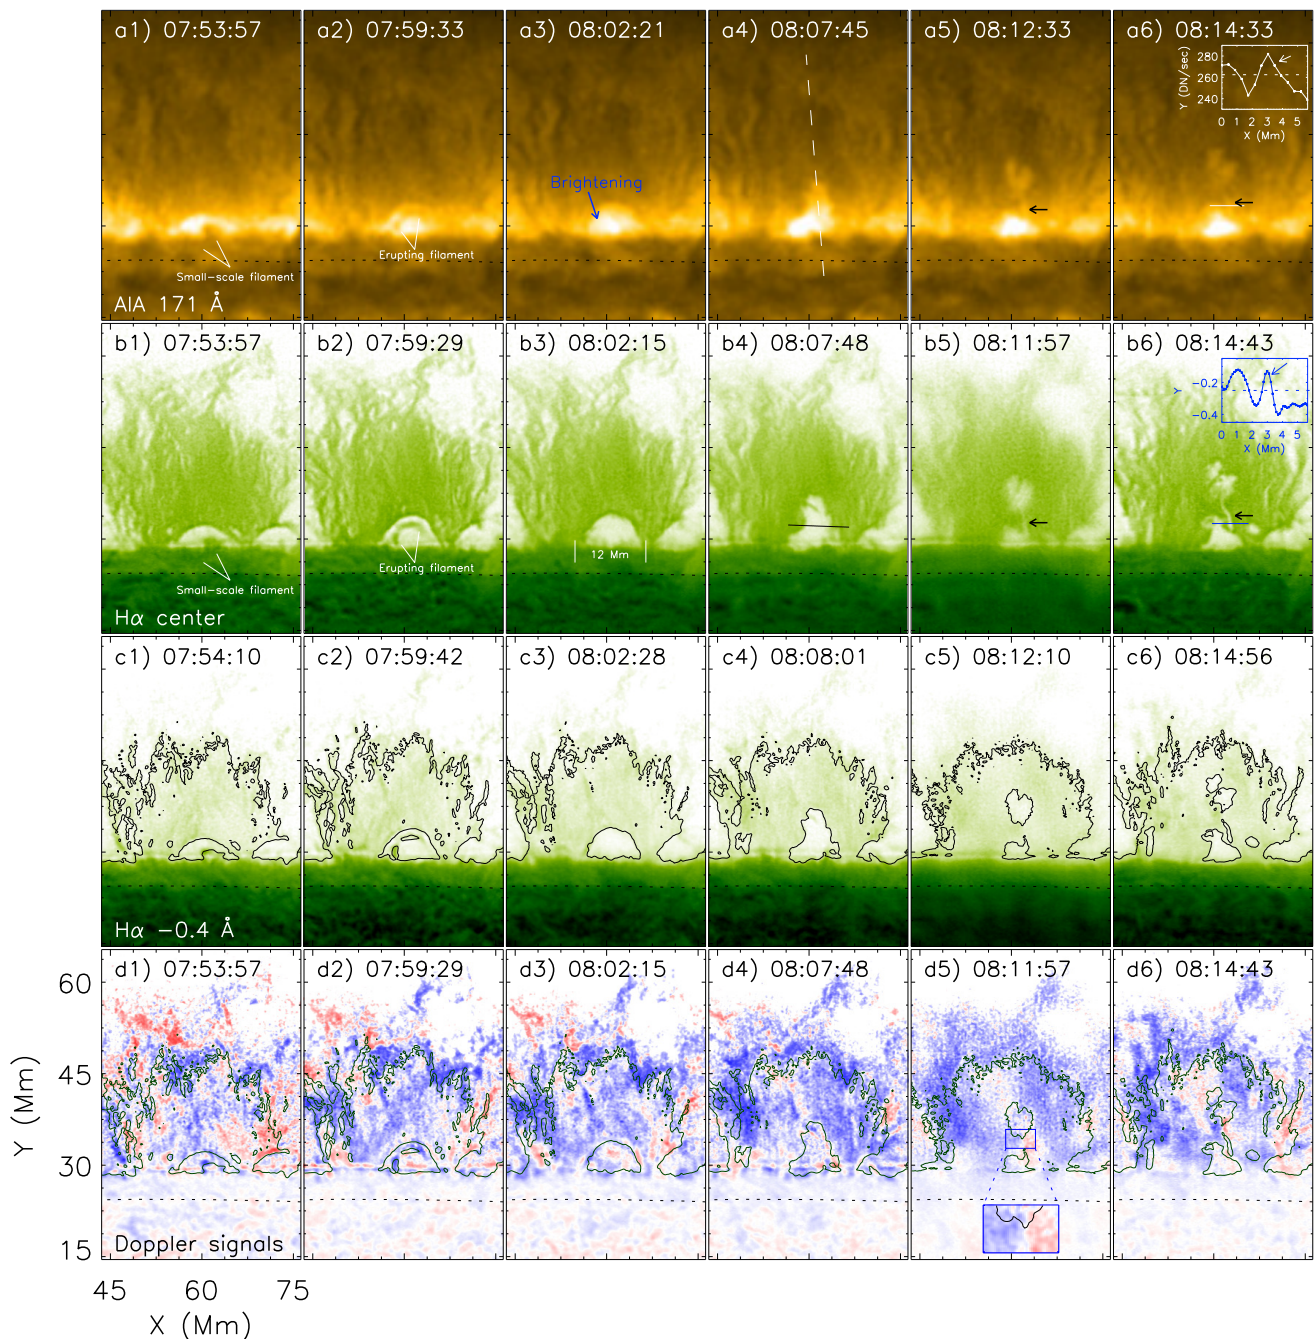 a1) 07:53:57
a2) 07:59:33
a3) 08:02:21
a4) 08:07:45
a5) 08:12:33
a6) 08:14:33
280
260
240
Y (DN/sec)
0 1 2 3 4 5
X (Mm)
Brightening
Small-scale filament
Erupting filament
AIA 171 Å
b1) 07:53:57
b2) 07:59:29
b3) 08:02:15
b4) 08:07:48
b5) 08:11:57
b6) 08:14:43
-0.2
-0.4
Y
0 1 2 3 4 5
X (Mm)
12 Mm
Small-scale filament
Erupting filament
Hα center
c1) 07:54:10
c2) 07:59:42
c3) 08:02:28
c4) 08:08:01
c5) 08:12:10
c6) 08:14:56
Hα -0.4 Å
d1) 07:53:57
d2) 07:59:29
d3) 08:02:15
d4) 08:07:48
d5) 08:11:57
d6) 08:14:43
60
45
30
15
Y (Mm)
Doppler signals
45 60 75
X (Mm)